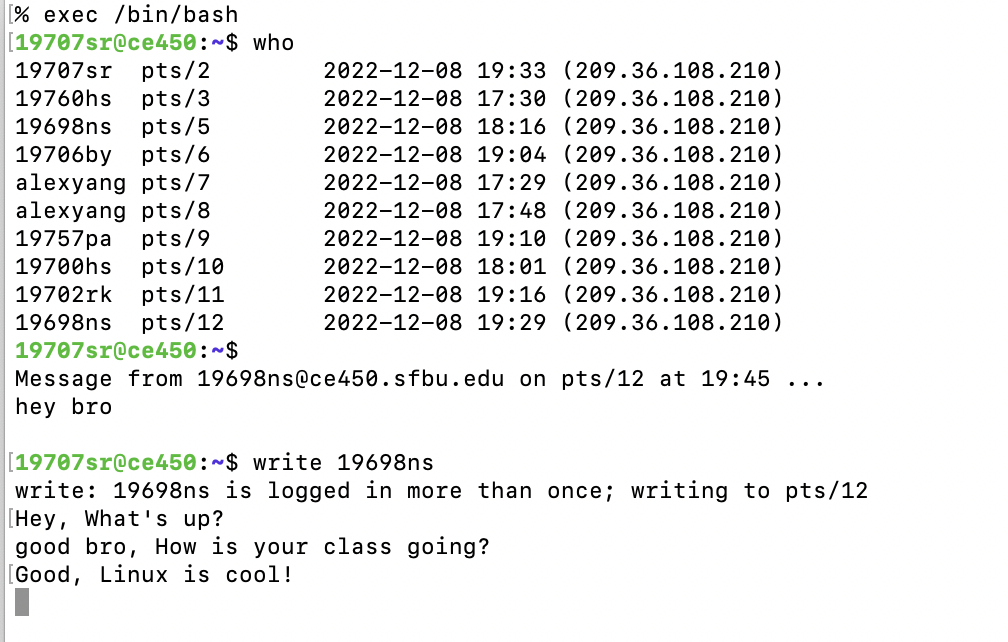 [% exec /bin/bash
[19707sr@ce450:~$ who
19707sr  pts/2        2022-12-08 19:33 (209.36.108.210)
19760hs  pts/3        2022-12-08 17:30 (209.36.108.210)
19698ns  pts/5        2022-12-08 18:16 (209.36.108.210)
19706by  pts/6        2022-12-08 19:04 (209.36.108.210)
alexyang pts/7        2022-12-08 17:29 (209.36.108.210)
alexyang pts/8        2022-12-08 17:48 (209.36.108.210)
19757pa  pts/9        2022-12-08 19:10 (209.36.108.210)
19700hs  pts/10       2022-12-08 18:01 (209.36.108.210)
19702rk  pts/11       2022-12-08 19:16 (209.36.108.210)
19698ns  pts/12       2022-12-08 19:29 (209.36.108.210)
19707sr@ce450:~$
Message from 19698ns@ce450.sfbu.edu on pts/12 at 19:45 ...
hey bro
[19707sr@ce450:~$ write 19698ns
write: 19698ns is logged in more than once; writing to pts/12
[Hey, What's up?
good bro, How is your class going?
[Good, Linux is cool!